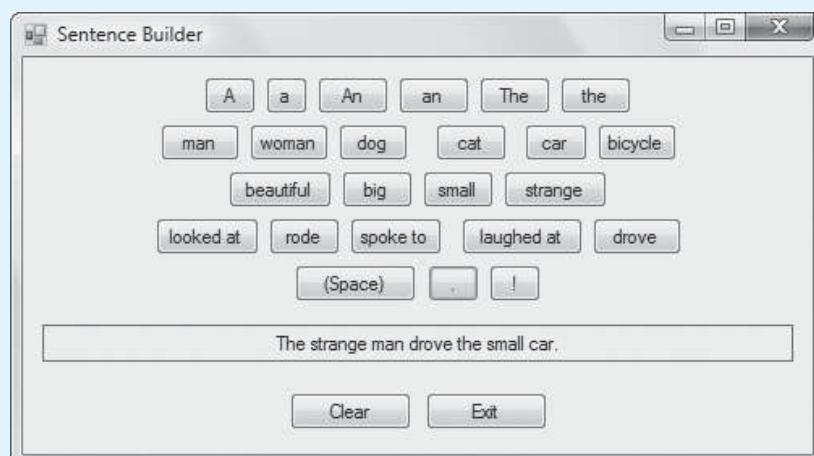 Sentence Builder
A a An an The the
man woman dog cat car bicycle
beautiful big small strange
looked at rode spoke to laughed at drove
(Space) . !
The strange man drove the small car.
Clear Exit